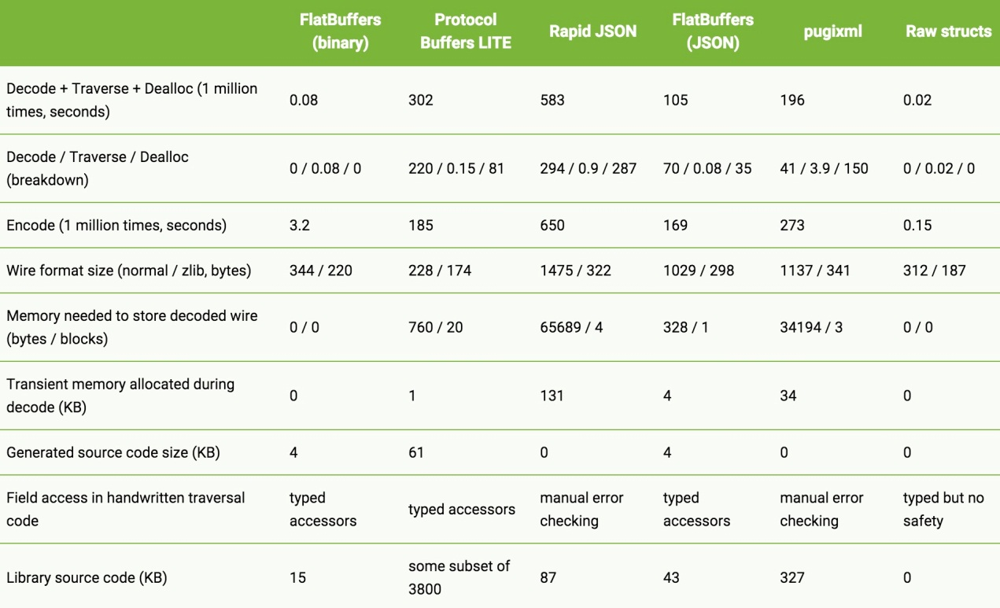 FlatBuffers (binary) Protocol Buffers LITE Rapid JSON FlatBuffers (JSON) pugixml Raw structs
Decode + Traverse + Dealloc (1 million times, seconds) 0.08 302 583 105 196 0.02
Decode / Traverse / Dealloc (breakdown) 0 / 0.08 / 0 220 / 0.15 / 81 294 / 0.9 / 287 70 / 0.08 / 35 41 / 3.9 / 150 0 / 0.02 / 0
Encode (1 million times, seconds) 3.2 185 650 169 273 0.15
Wire format size (normal / zlib, bytes) 344 / 220 228 / 174 1475 / 322 1029 / 298 1137 / 341 312 / 187
Memory needed to store decoded wire (bytes / blocks) 0 / 0 760 / 20 65689 / 4 328 / 1 34194 / 3 0 / 0
Transient memory allocated during decode (KB) 0 1 131 4 34 0
Generated source code size (KB) 4 61 0 4 0 0
Field access in handwritten traversal code typed accessors typed accessors manual error checking typed accessors manual error checking typed but no safety
Library source code (KB) 15 some subset of 3800 87 43 327 0